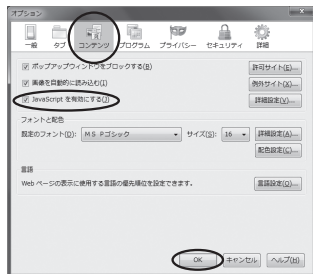 オプション
一般 タブ コンテンツ プログラム プライバシー セキュリティ 詳細
ポップアップウィンドウをブロックする(B) 許可サイト(E)...
画像を自動的に読み込む(I) 例外サイト(X)...
JavaScript を有効にする(J) 詳細設定(V)...
フォントと配色
既定のフォント(D): MS Pゴシック サイズ(S): 16 詳細設定(A)...
配色設定(C)...
言語
Web ページの表示に使用する言語の優先順位を設定できます。 言語設定(O)...
OK キャンセル ヘルプ(H)